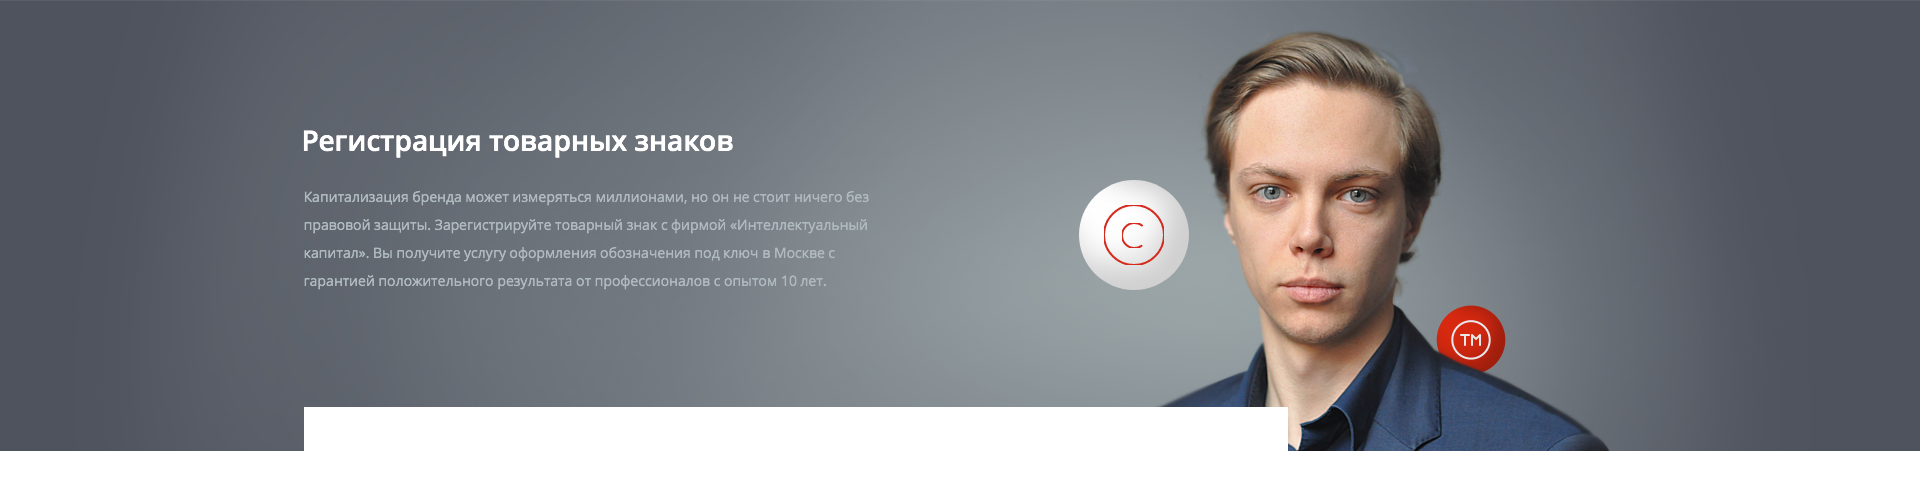 Регистрация товарных знаков
Капитализация бренда может измеряться миллионами, но он не стоит ничего без
правовой защиты. Зарегистрируйте товарный знак с фирмой «Интеллектуальный
капитал». Вы получите услугу оформления обозначения под ключ в Москве с
гарантией положительного результата от профессионалов с опытом 10 лет.
C
TM